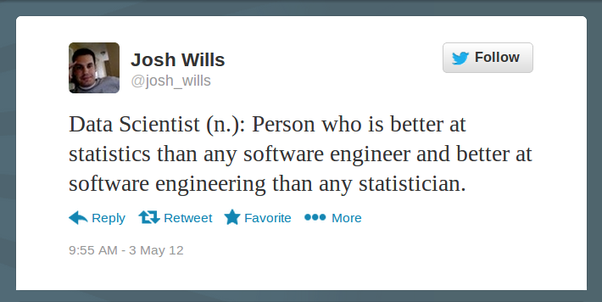 Josh Wills
@josh_wills
Follow
Data Scientist (n.): Person who is better at
statistics than any software engineer and better at
software engineering than any statistician.
Reply Retweet Favorite More
9:55 AM - 3 May 12